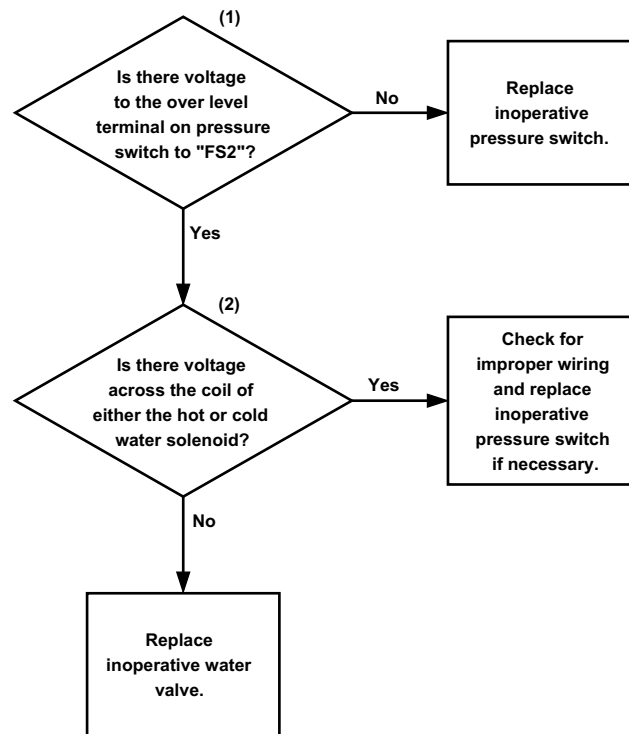 (1)
Is there voltage
to the over level
terminal on pressure
switch to "FS2"?
No
Replace
inoperative
pressure switch.
Yes
(2)
Is there voltage
across the coil of
either the hot or cold
water solenoid?
Yes
Check for
improper wiring
and replace
inoperative
pressure switch
if necessary.
No
Replace
inoperative water
valve.